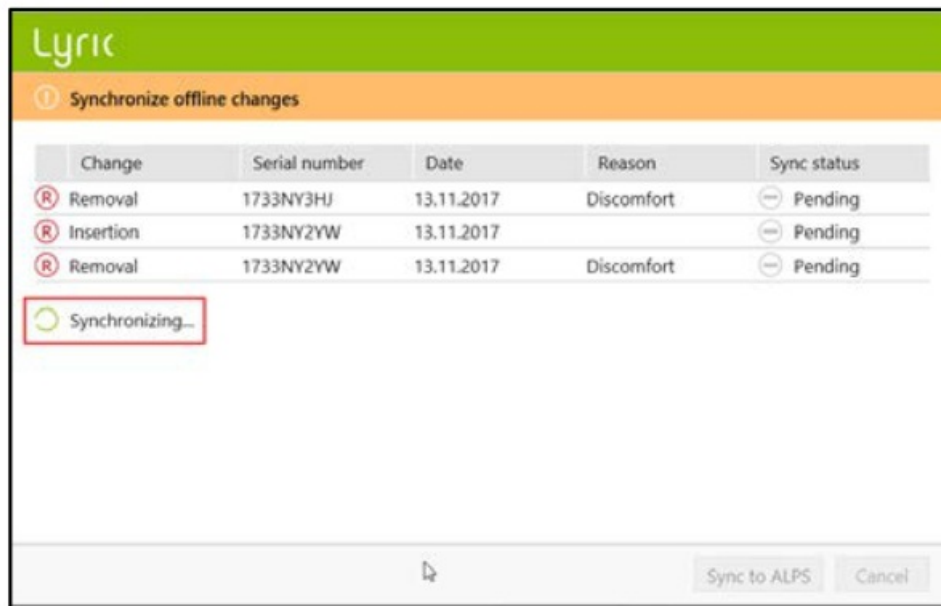 Lyric
! Synchronize offline changes
Change Serial number Date Reason Sync status
R Removal 1733NY3HJ 13.11.2017 Discomfort Pending
R Insertion 1733NY2YW 13.11.2017 Pending
R Removal 1733NY2YW 13.11.2017 Discomfort Pending
Synchronizing...
Sync to ALPS Cancel